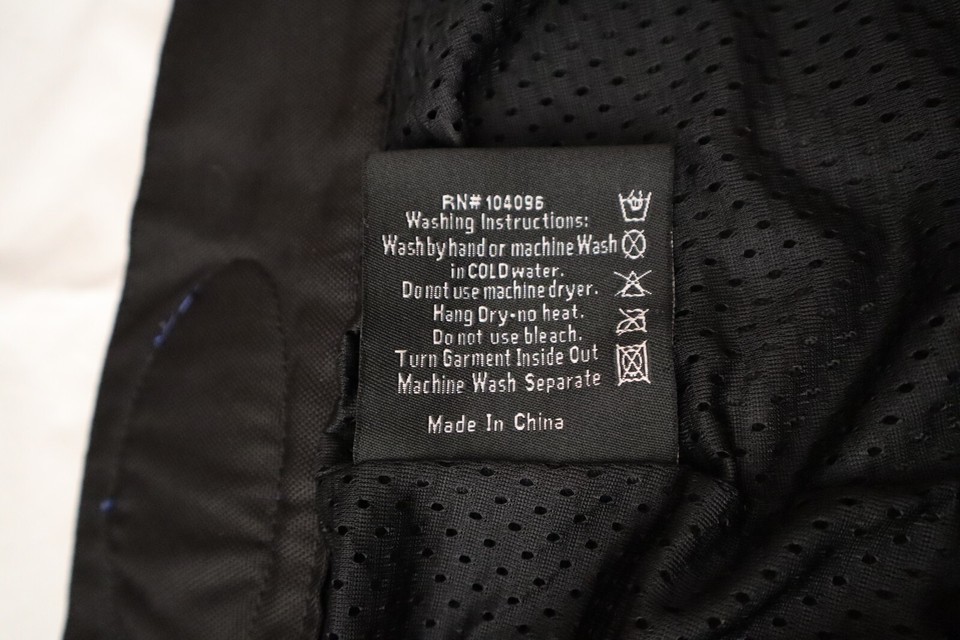 RN# 104096
Washing Instructions:
Wash by hand or machine Wash
in COLD water.
Do not use machine dryer.
Hang Dry-no heat.
Do not use bleach.
Turn Garment Inside Out
Machine Wash Separate
Made In China